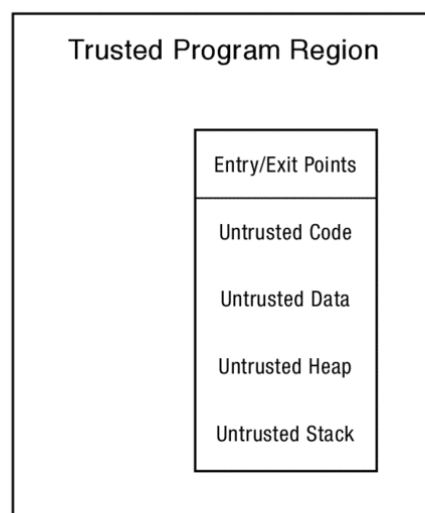 Trusted Program Region
Entry/Exit Points
Untrusted Code
Untrusted Data
Untrusted Heap
Untrusted Stack